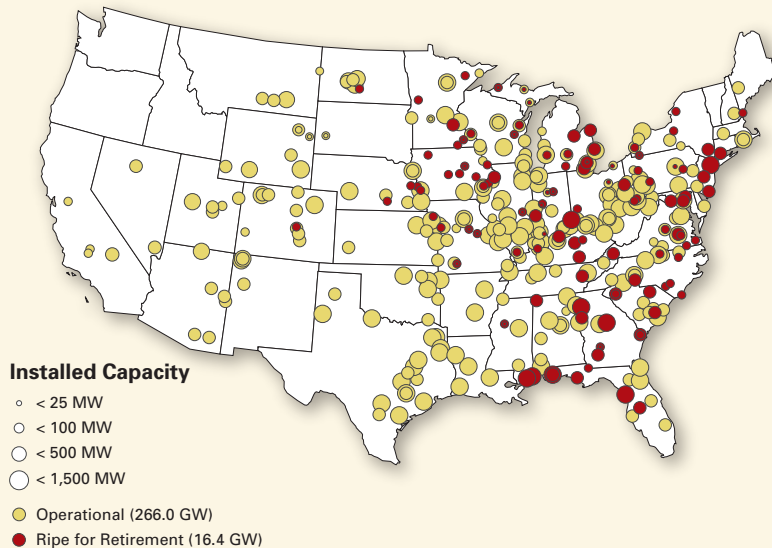 Installed Capacity
< 25 MW
< 100 MW
< 500 MW
< 1,500 MW
Operational (266.0 GW)
Ripe for Retirement (16.4 GW)